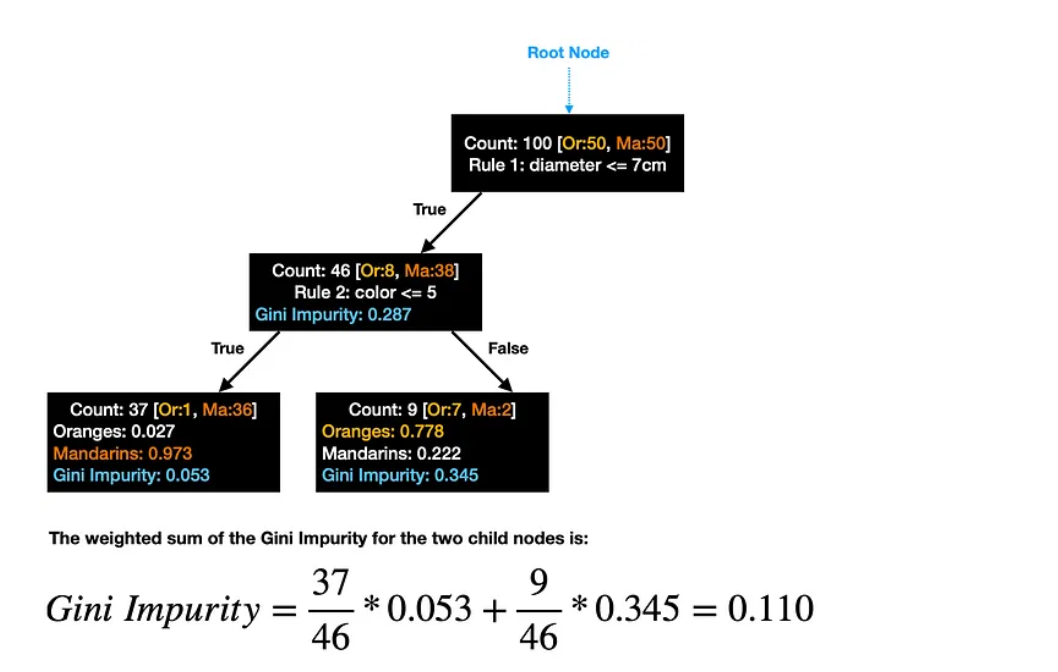 Root Node
Count: 100 [Or:50, Ma:50]
Rule 1: diameter <= 7cm
True
Count: 46 [Or:8, Ma:38]
Rule 2: color <= 5
Gini Impurity: 0.287
True
False
Count: 37 [Or:1, Ma:36]
Oranges: 0.027
Mandarins: 0.973
Gini Impurity: 0.053
Count: 9 [Or:7, Ma:2]
Oranges: 0.778
Mandarins: 0.222
Gini Impurity: 0.345
The weighted sum of the Gini Impurity for the two child nodes is:
Gini Impurity = 37/46 * 0.053 + 9/46 * 0.345 = 0.110